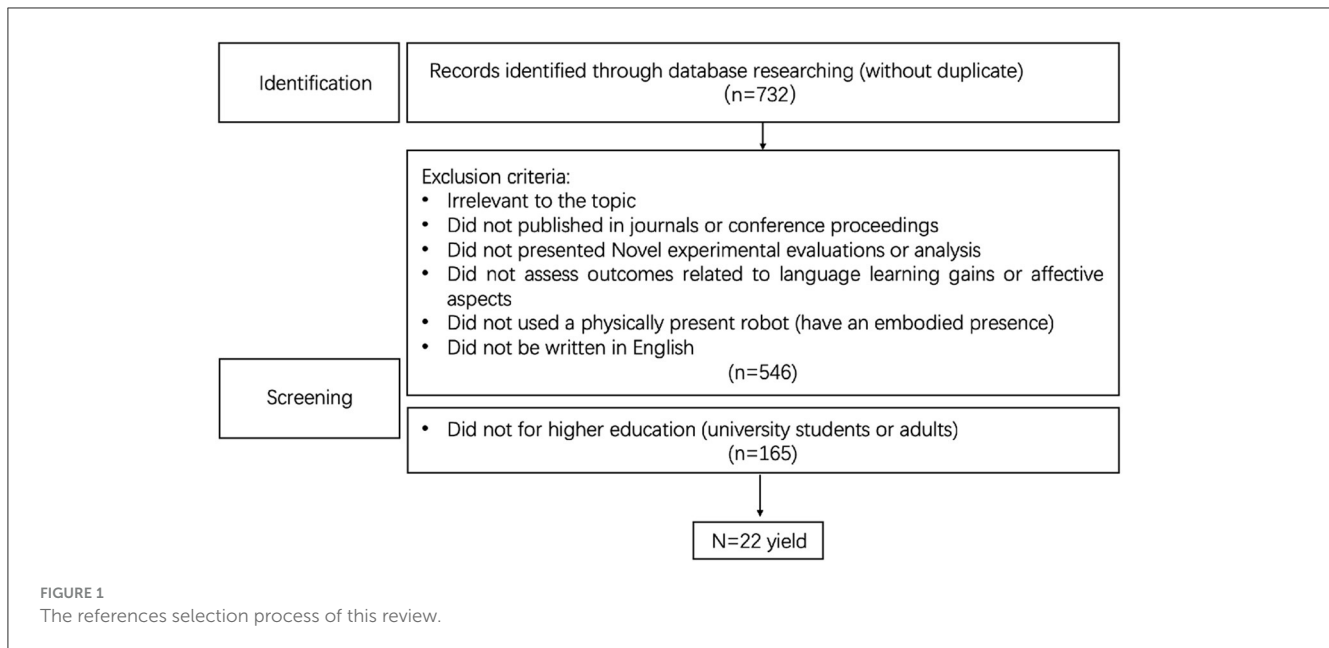 Identification
Records identified through database researching (without duplicate)
(n=732)
Exclusion criteria:
• Irrelevant to the topic
• Did not published in journals or conference proceedings
• Did not presented Novel experimental evaluations or analysis
• Did not assess outcomes related to language learning gains or affective
aspects
• Did not used a physically present robot (have an embodied presence)
• Did not be written in English
(n=546)
Screening
• Did not for higher education (university students or adults)
(n=165)
N=22 yield
FIGURE 1
The references selection process of this review.